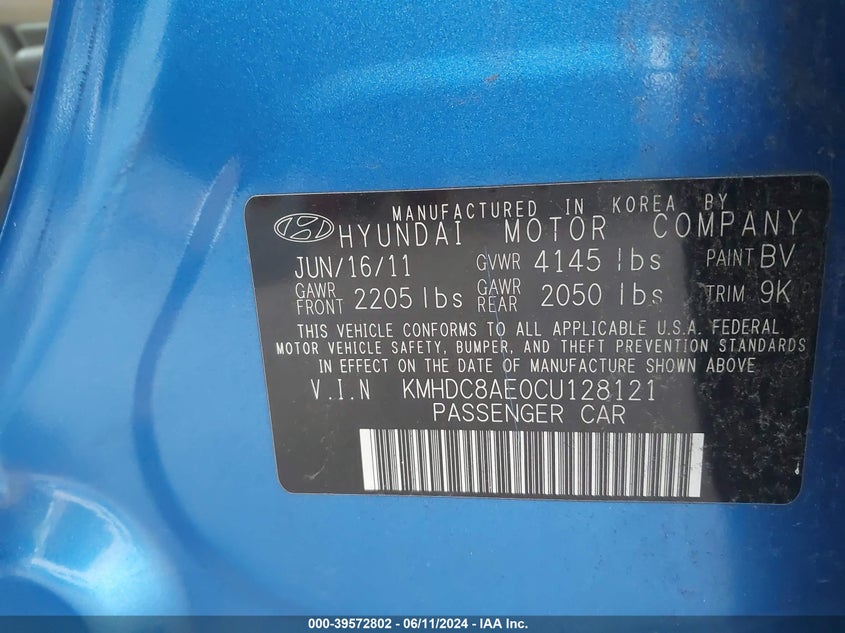 MANUFACTURED IN KOREA BY
HYUNDAI MOTOR COMPANY
JUN/16/11 GVWR 4145 lbs PAINT BV
GAWR FRONT 2205 lbs GAWR REAR 2050 lbs TRIM 9K
THIS VEHICLE CONFORMS TO ALL APPLICABLE U.S.A. FEDERAL
MOTOR VEHICLE SAFETY, BUMPER, AND THEFT PREVENTION STANDARDS
IN EFFECT ON THE DATE OF MANUFACTURE SHOWN ABOVE
V.I.N KMHDC8AE0CU128121
PASSENGER CAR
000-39572802 - 06/11/2024 - IAA Inc.